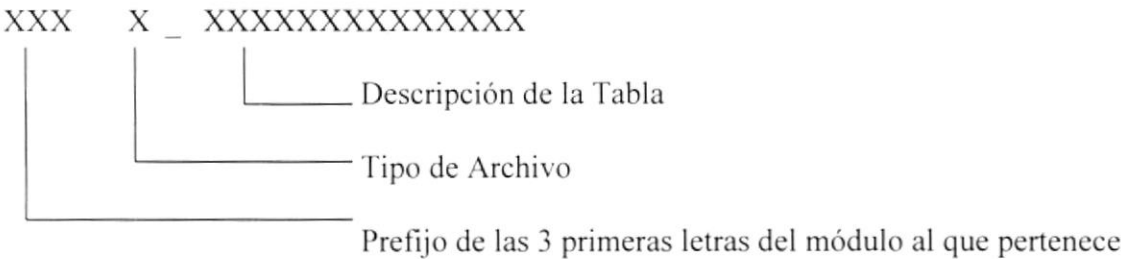 XXX X _ XXXXXXXXXXXXXX
Descripción de la Tabla
Tipo de Archivo
Prefijo de las 3 primeras letras del módulo al que pertenece